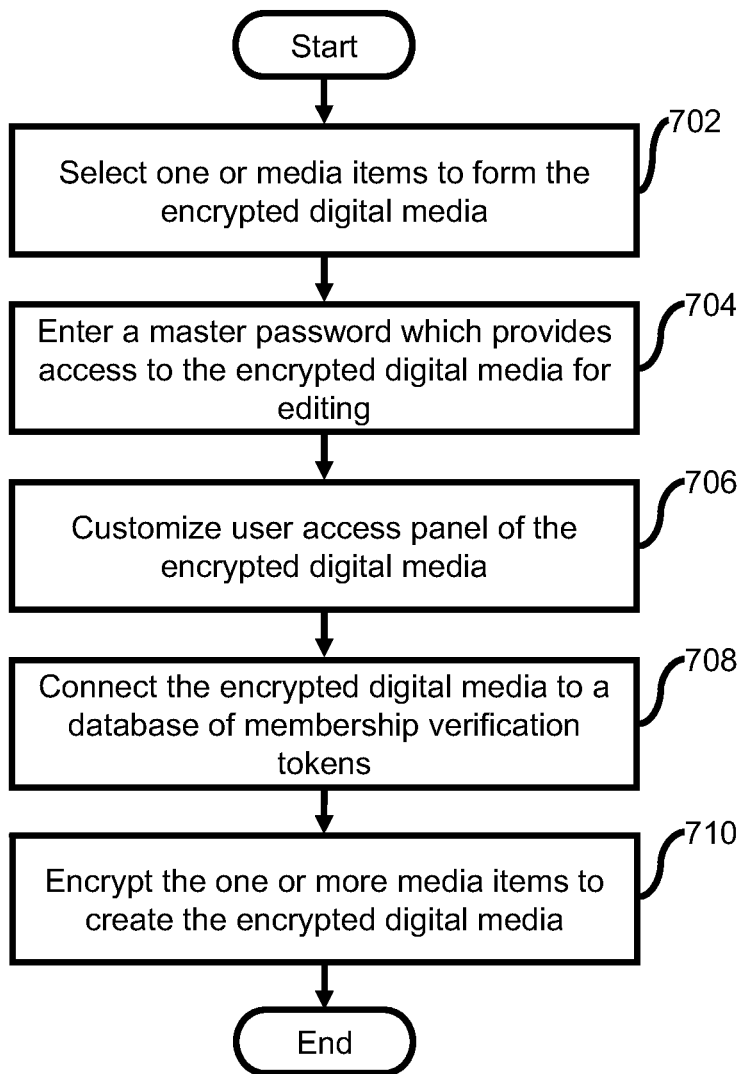 Start
702
Select one or media items to form the
encrypted digital media
704
Enter a master password which provides
access to the encrypted digital media for
editing
706
Customize user access panel of the
encrypted digital media
708
Connect the encrypted digital media to a
database of membership verification
tokens
710
Encrypt the one or more media items to
create the encrypted digital media
End